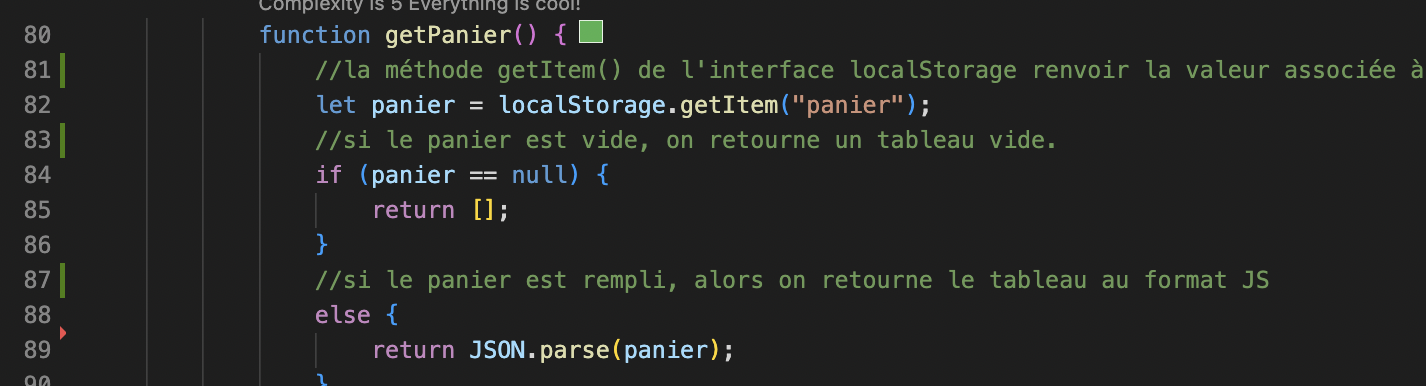 Complexity is 5 Everything is cool!
80 function getPanier() {
81 //la méthode getItem() de l'interface localStorage renvoir la valeur associée à
82 let panier = localStorage.getItem("panier");
83 //si le panier est vide, on retourne un tableau vide.
84 if (panier == null) {
85 return [];
86 }
87 //si le panier est rempli, alors on retourne le tableau au format JS
88 else {
89 return JSON.parse(panier);
90 }